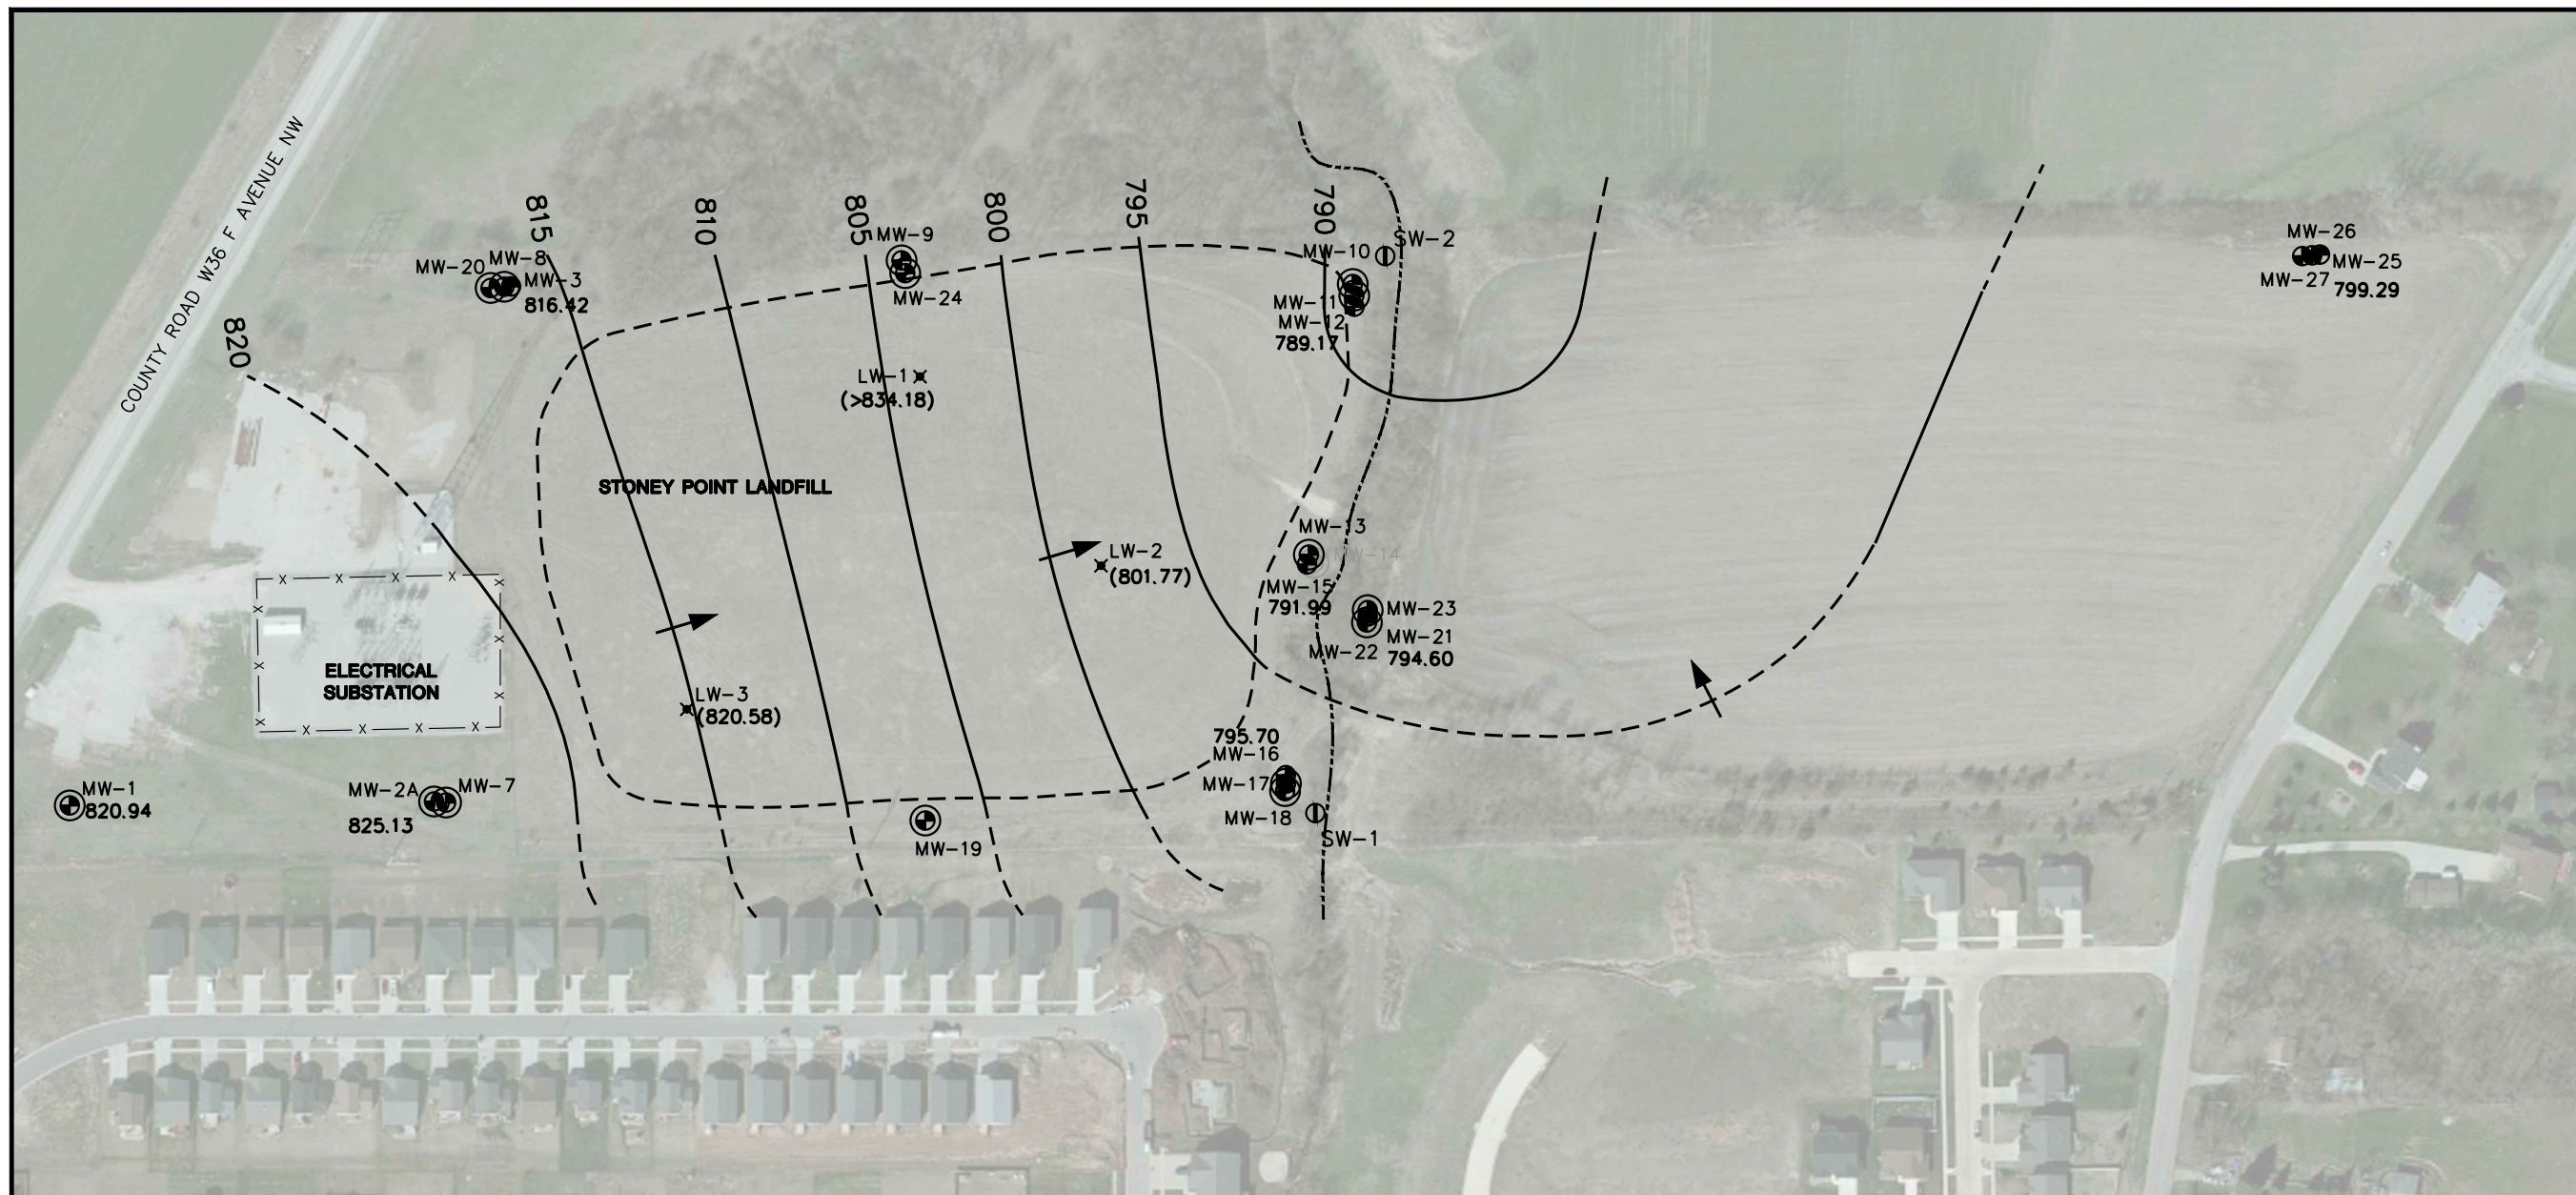 COUNTY ROAD W36 F AVENUE NW
820
815
810
805
800
795
790
MW-20
MW-8
MW-3
816.42
MW-9
MW-24
MW-10
SW-2
MW-11
MW-12
789.17
MW-26
MW-25
MW-27
799.29
LW-1
(>834.18)
STONEY POINT LANDFILL
LW-2
(801.77)
MW-13
MW-14
MW-15
791.99
MW-23
MW-21
MW-22
794.60
ELECTRICAL
SUBSTATION
LW-3
(820.58)
795.70
MW-16
MW-17
MW-18
SW-1
MW-1
820.94
MW-2A
MW-7
825.13
MW-19